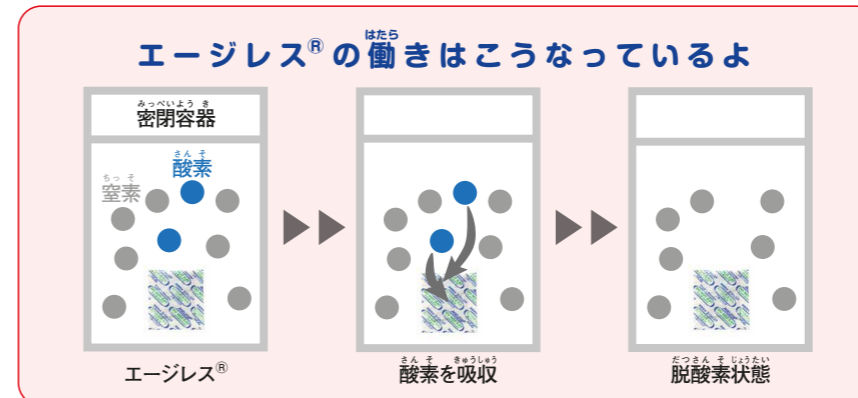 エージレス®の働きはこうなっているよ
はたら
密閉容器
みっぺいようき
酸素
さんそ
窒素
ちっそ
エージレス®
酸素を吸収
さんそ きゅうしゅう
脱酸素状態
だつさんそじょうたい